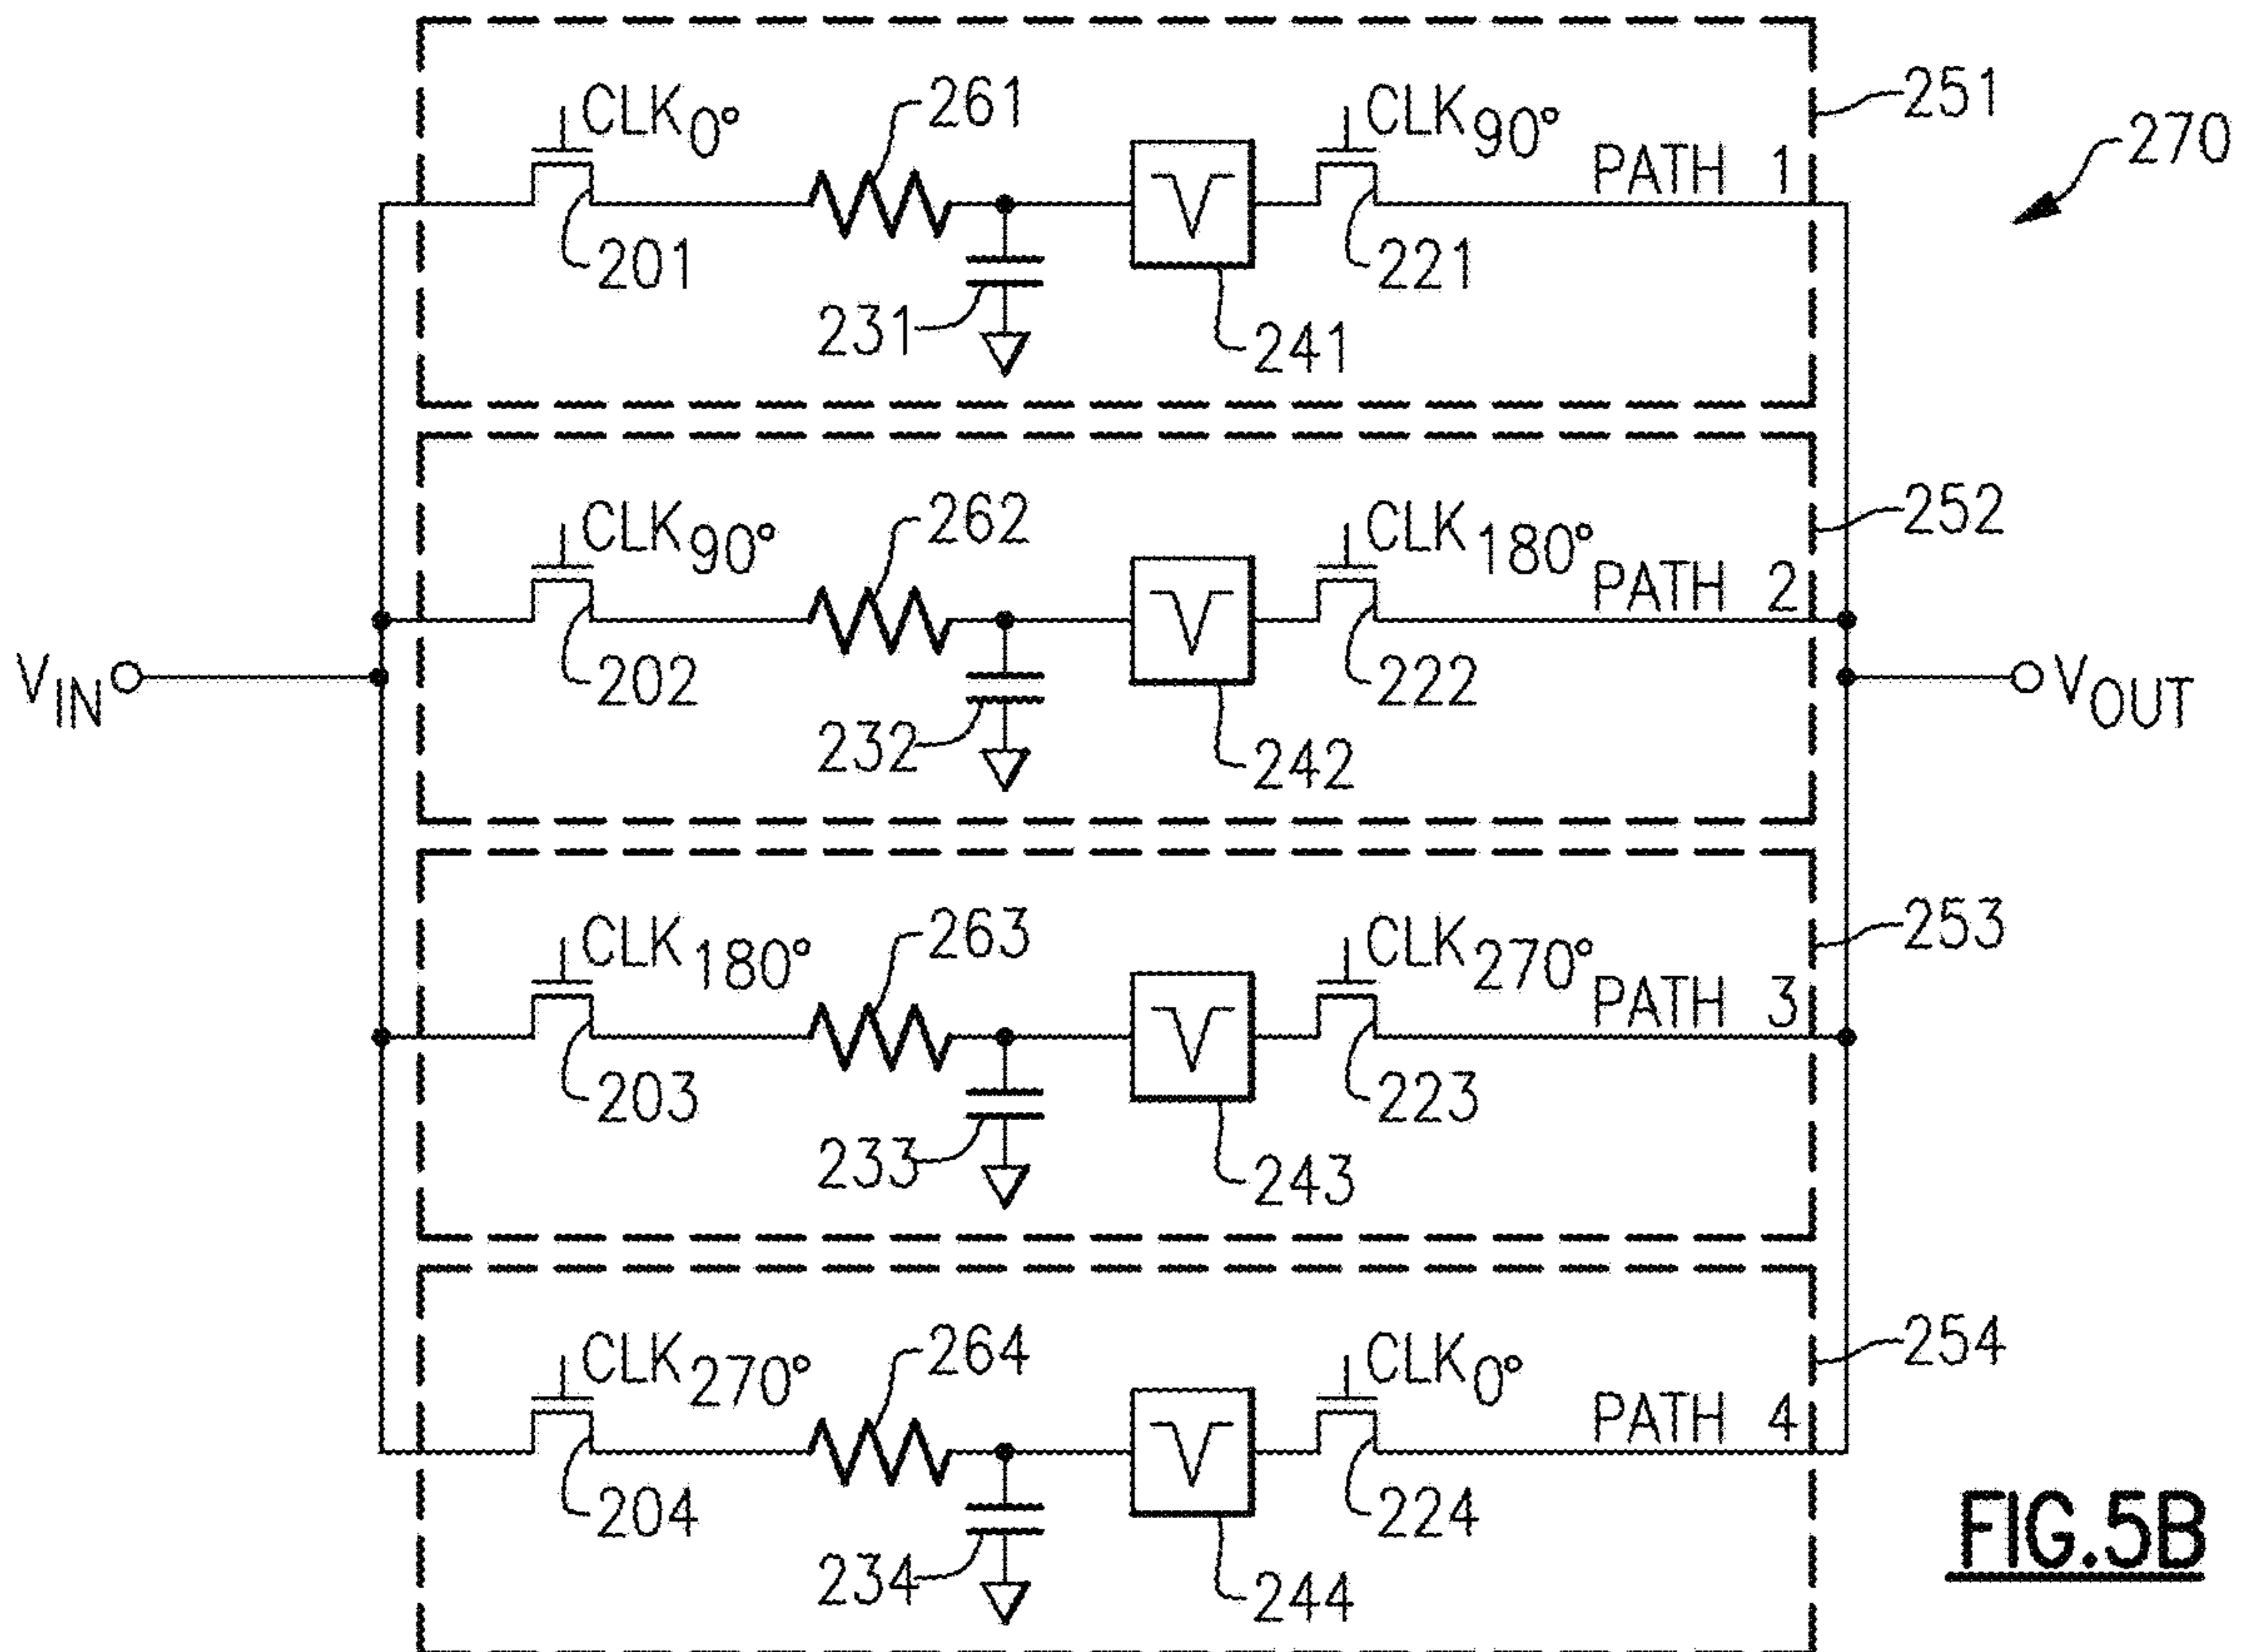 CLK0°
261
CLK90°
PATH 1
251
270
201
231
241
221
CLK90°
262
CLK180°
PATH 2
252
202
232
242
222
VIN
VOUT
CLK180°
263
CLK270°
PATH 3
253
203
233
243
223
CLK270°
264
CLK0°
PATH 4
254
204
234
244
224
FIG.5B